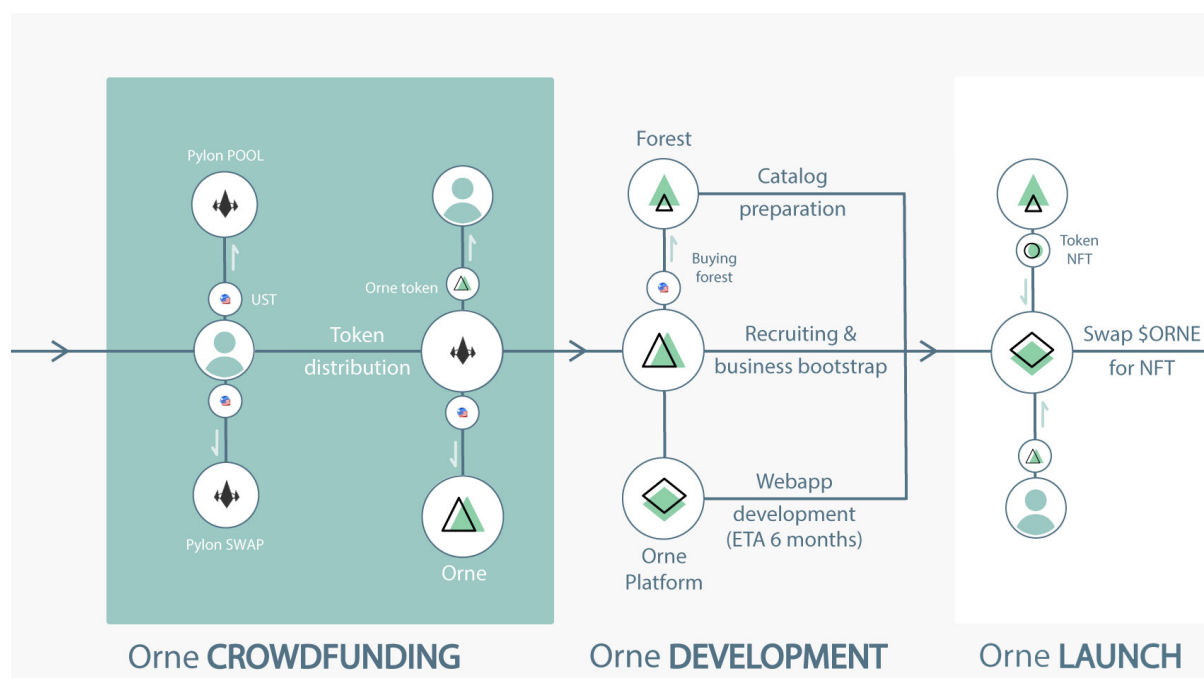 Pylon POOL
UST
Pylon SWAP
Token
distribution
Orne token
Orne
Orne CROWDFUNDING
Forest
Catalog
preparation
Buying
forest
Recruiting &
business bootstrap
Webapp
development
(ETA 6 months)
Orne
Platform
Orne DEVELOPMENT
Token
NFT
Swap $ORNE
for NFT
Orne LAUNCH